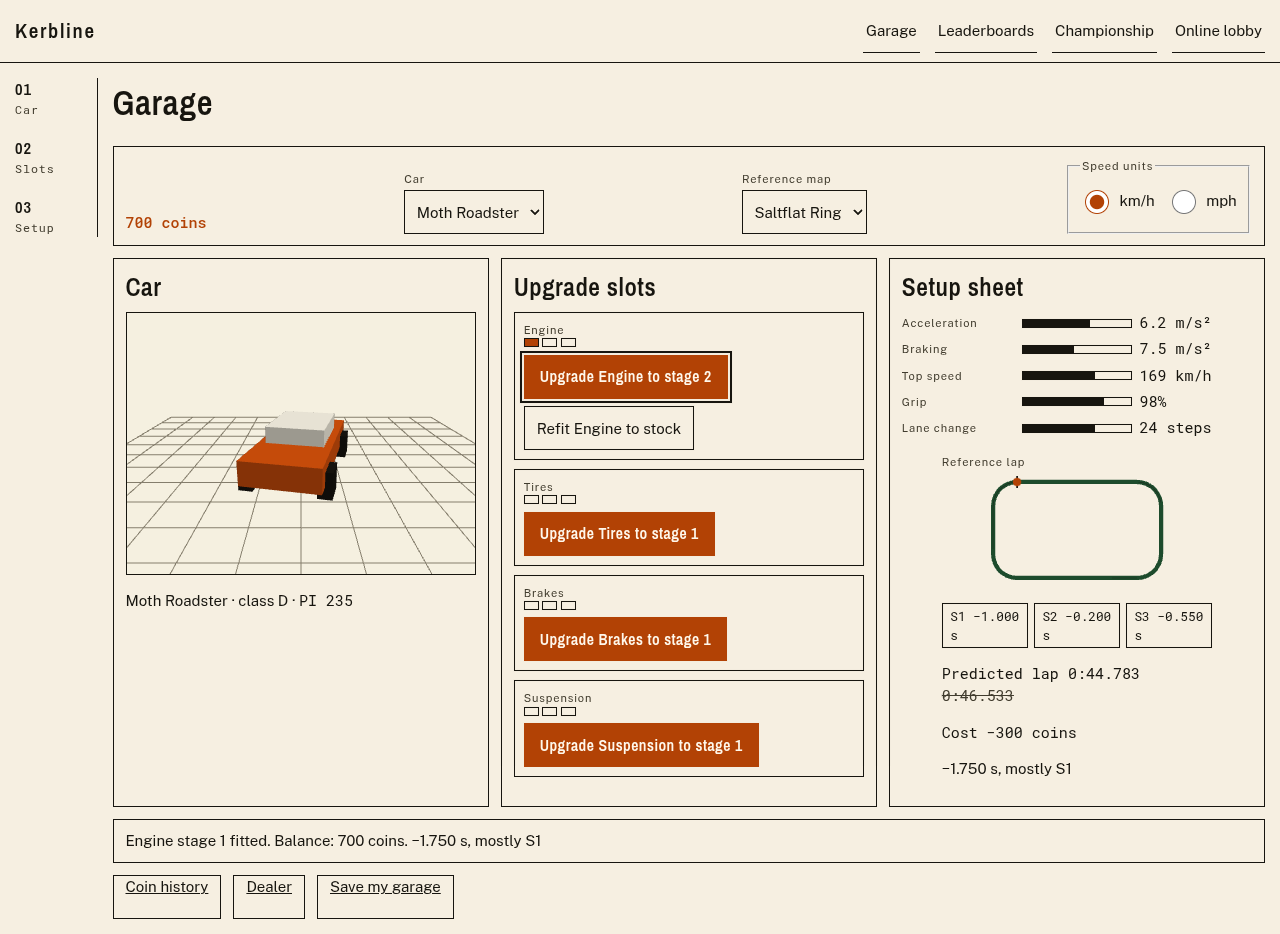 Kerbline
Garage Leaderboards Championship Online lobby
01
Car
02
Slots
03
Setup
Garage
700 coins
Car
Moth Roadster
Reference map
Saltflat Ring
Speed units
km/h mph
Car
Moth Roadster · class D · PI 235
Upgrade slots
Engine
Upgrade Engine to stage 2
Refit Engine to stock
Tires
Upgrade Tires to stage 1
Brakes
Upgrade Brakes to stage 1
Suspension
Upgrade Suspension to stage 1
Setup sheet
Acceleration 6.2 m/s²
Braking 7.5 m/s²
Top speed 169 km/h
Grip 98%
Lane change 24 steps
Reference lap
S1 −1.000 s
S2 −0.200 s
S3 −0.550 s
Predicted lap 0:44.783
0:46.533
Cost −300 coins
−1.750 s, mostly S1
Engine stage 1 fitted. Balance: 700 coins. −1.750 s, mostly S1
Coin history Dealer Save my garage